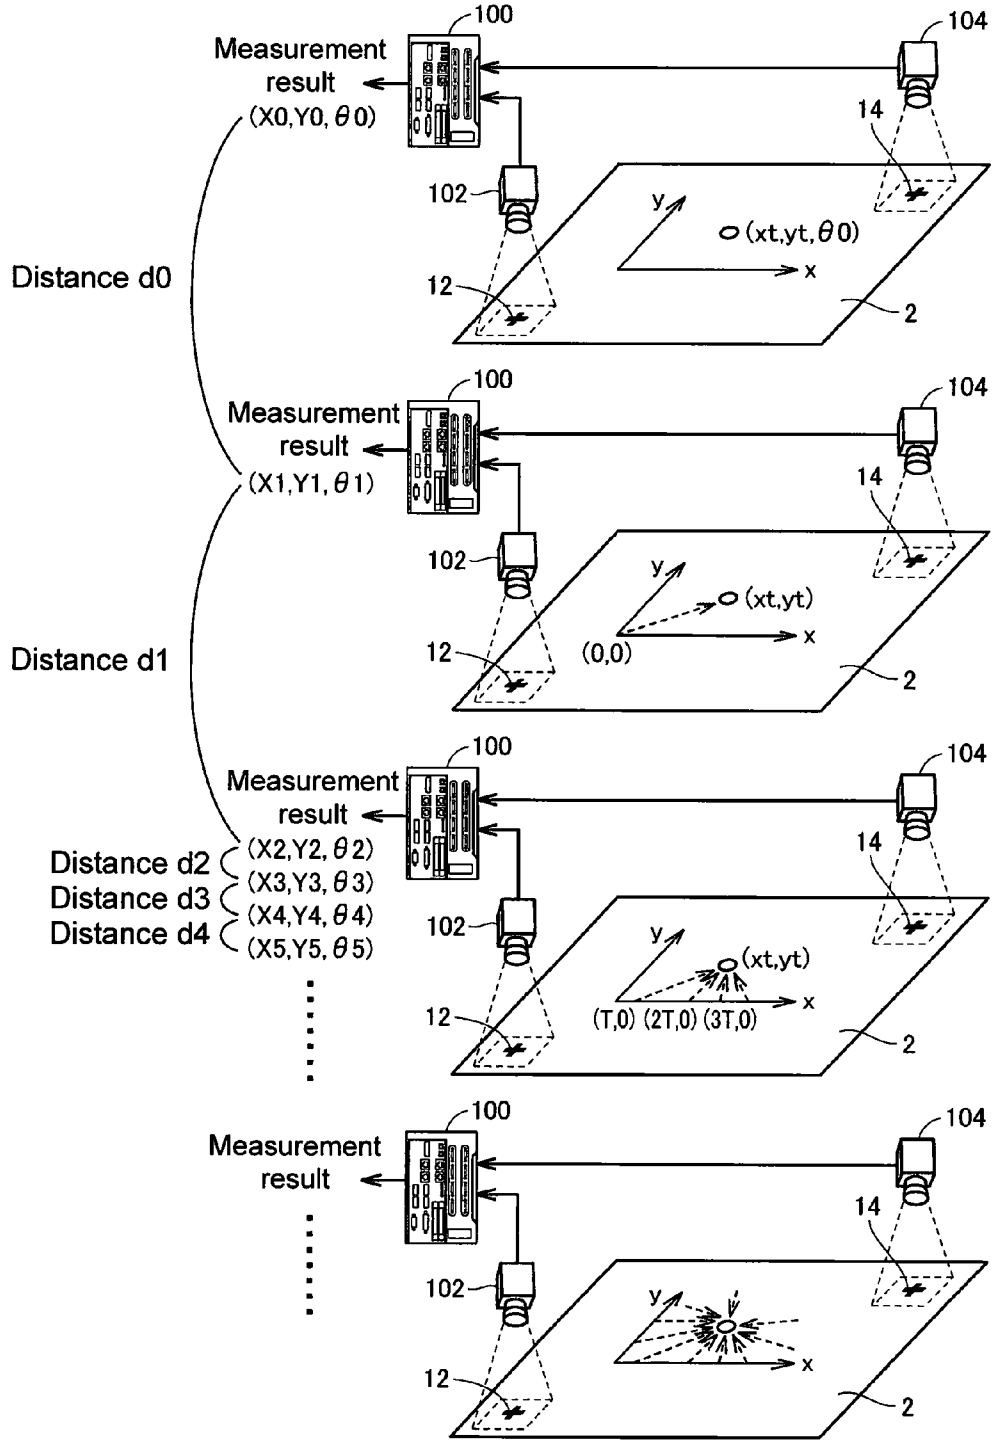 100
104
Measurement
result
(X0,Y0,θ0)
14
102
y
(xt,yt,θ0)
x
Distance d0
12
2
100
104
Measurement
result
(X1,Y1,θ1)
14
102
y
(xt,yt)
x
(0,0)
Distance d1
12
2
100
104
Measurement
result
(X2,Y2,θ2)
Distance d2
(X3,Y3,θ3)
Distance d3
(X4,Y4,θ4)
Distance d4
(X5,Y5,θ5)
14
102
y
(xt,yt)
x
(T,0) (2T,0) (3T,0)
12
2
100
104
Measurement
result
14
102
y
x
12
2